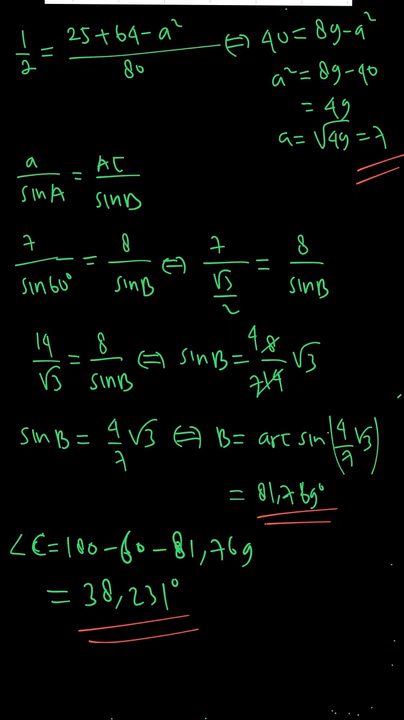 1/2 = (25+64-a²)/80 ⇔ 40 = 89-a²
a² = 89-40
= 49
a = √49 = 7
a/sin A = AC/sin B
7/sin 60° = 8/sin B ⇔ 7/(√3/2) = 8/sin B
14/√3 = 8/sin B ⇔ sin B = 4 8/7 14 √3
sin B = 4/7 √3 ⇔ B = arc sin (4/7 √3)
= 81,769°
∠C = 180-60-81,769
= 38,231°